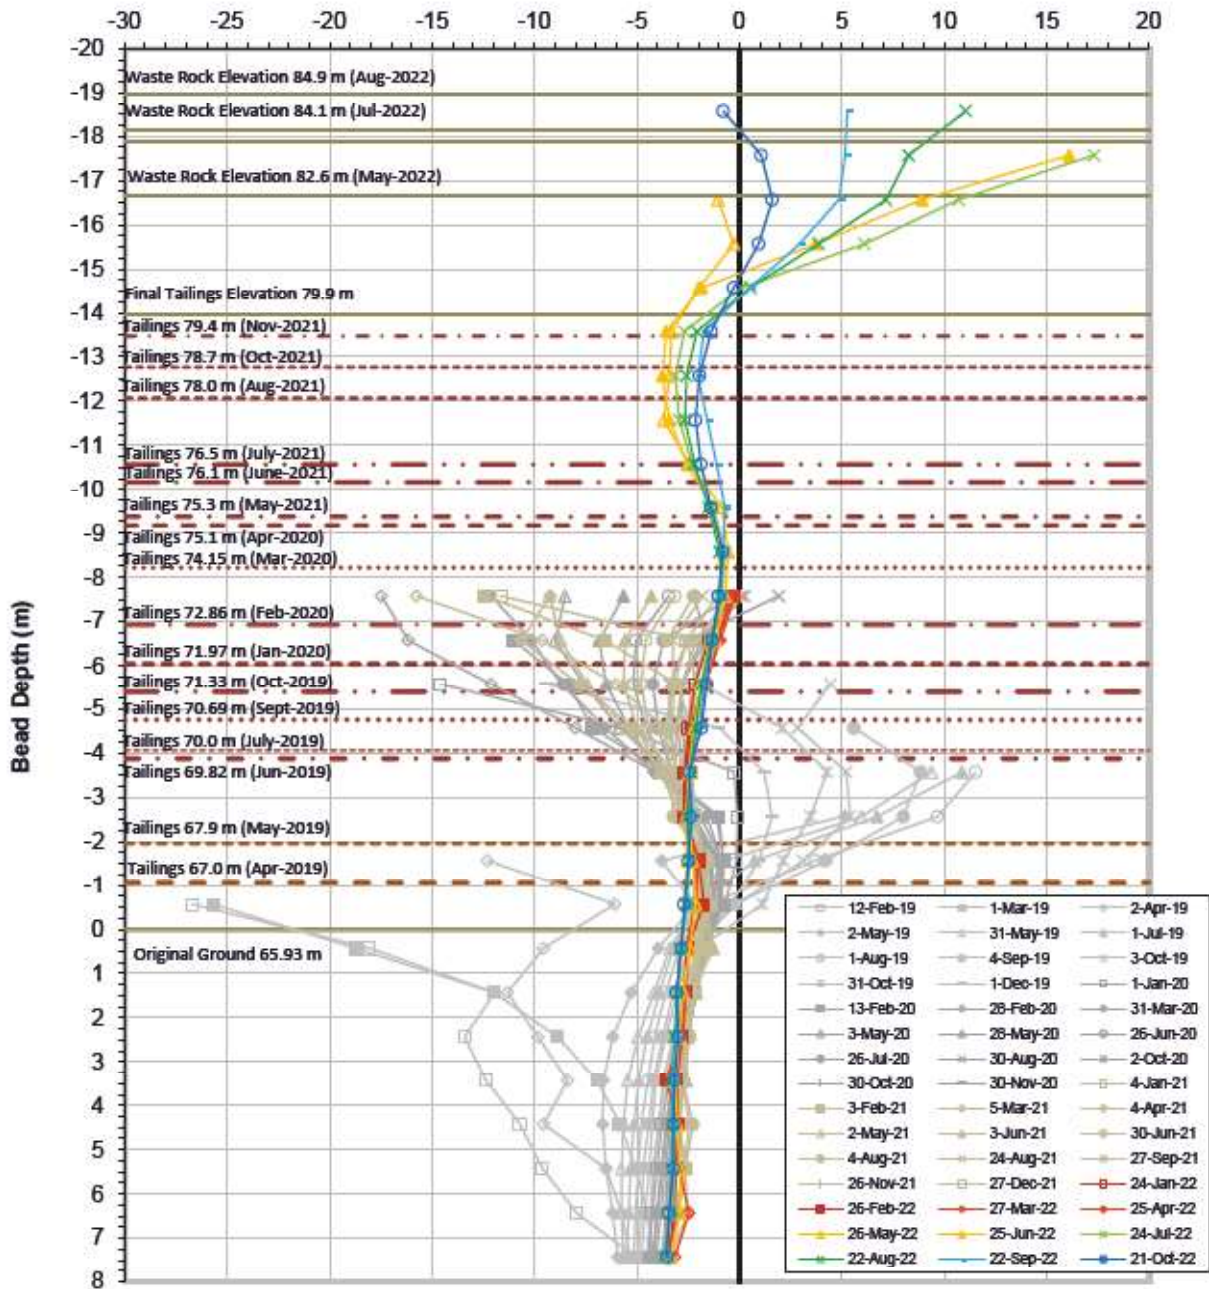 -30 -25 -20 -15 -10 -5 0 5 10 15 20
-20
Waste Rock Elevation 84.9 m (Aug-2022)
-19
Waste Rock Elevation 84.1 m (Jul-2022)
-18
Waste Rock Elevation 82.6 m (May-2022)
-17
-16
-15
Final Tailings Elevation 79.9 m
-14
Tailings 79.4 m (Nov-2021)
-13
Tailings 78.7 m (Oct-2021)
Tailings 78.0 m (Aug-2021)
-12
-11
Tailings 76.5 m (July-2021)
Tailings 76.1 m (June-2021)
-10
Tailings 75.3 m (May-2021)
-9
Tailings 75.1 m (Apr-2020)
Tailings 74.15 m (Mar-2020)
-8
Tailings 72.86 m (Feb-2020)
-7
Tailings 71.97 m (Jan-2020)
-6
Tailings 71.33 m (Oct-2019)
Tailings 70.69 m (Sept-2019)
-5
Tailings 70.0 m (July-2019)
-4
Tailings 69.82 m (Jun-2019)
-3
Tailings 67.9 m (May-2019)
-2
Tailings 67.0 m (Apr-2019)
-1
0
Original Ground 65.93 m
1
2
3
4
5
6
7
8
Bead Depth (m)
12-Feb-19 1-Mar-19 2-Apr-19
2-May-19 31-May-19 1-Jul-19
1-Aug-19 4-Sep-19 3-Oct-19
31-Oct-19 1-Dec-19 1-Jan-20
13-Feb-20 28-Feb-20 31-Mar-20
3-May-20 28-May-20 26-Jun-20
26-Jul-20 30-Aug-20 2-Oct-20
30-Oct-20 30-Nov-20 4-Jan-21
3-Feb-21 5-Mar-21 4-Apr-21
2-May-21 3-Jun-21 30-Jun-21
4-Aug-21 24-Aug-21 27-Sep-21
26-Nov-21 27-Dec-21 24-Jan-22
26-Feb-22 27-Mar-22 25-Apr-22
26-May-22 25-Jun-22 24-Jul-22
22-Aug-22 22-Sep-22 21-Oct-22